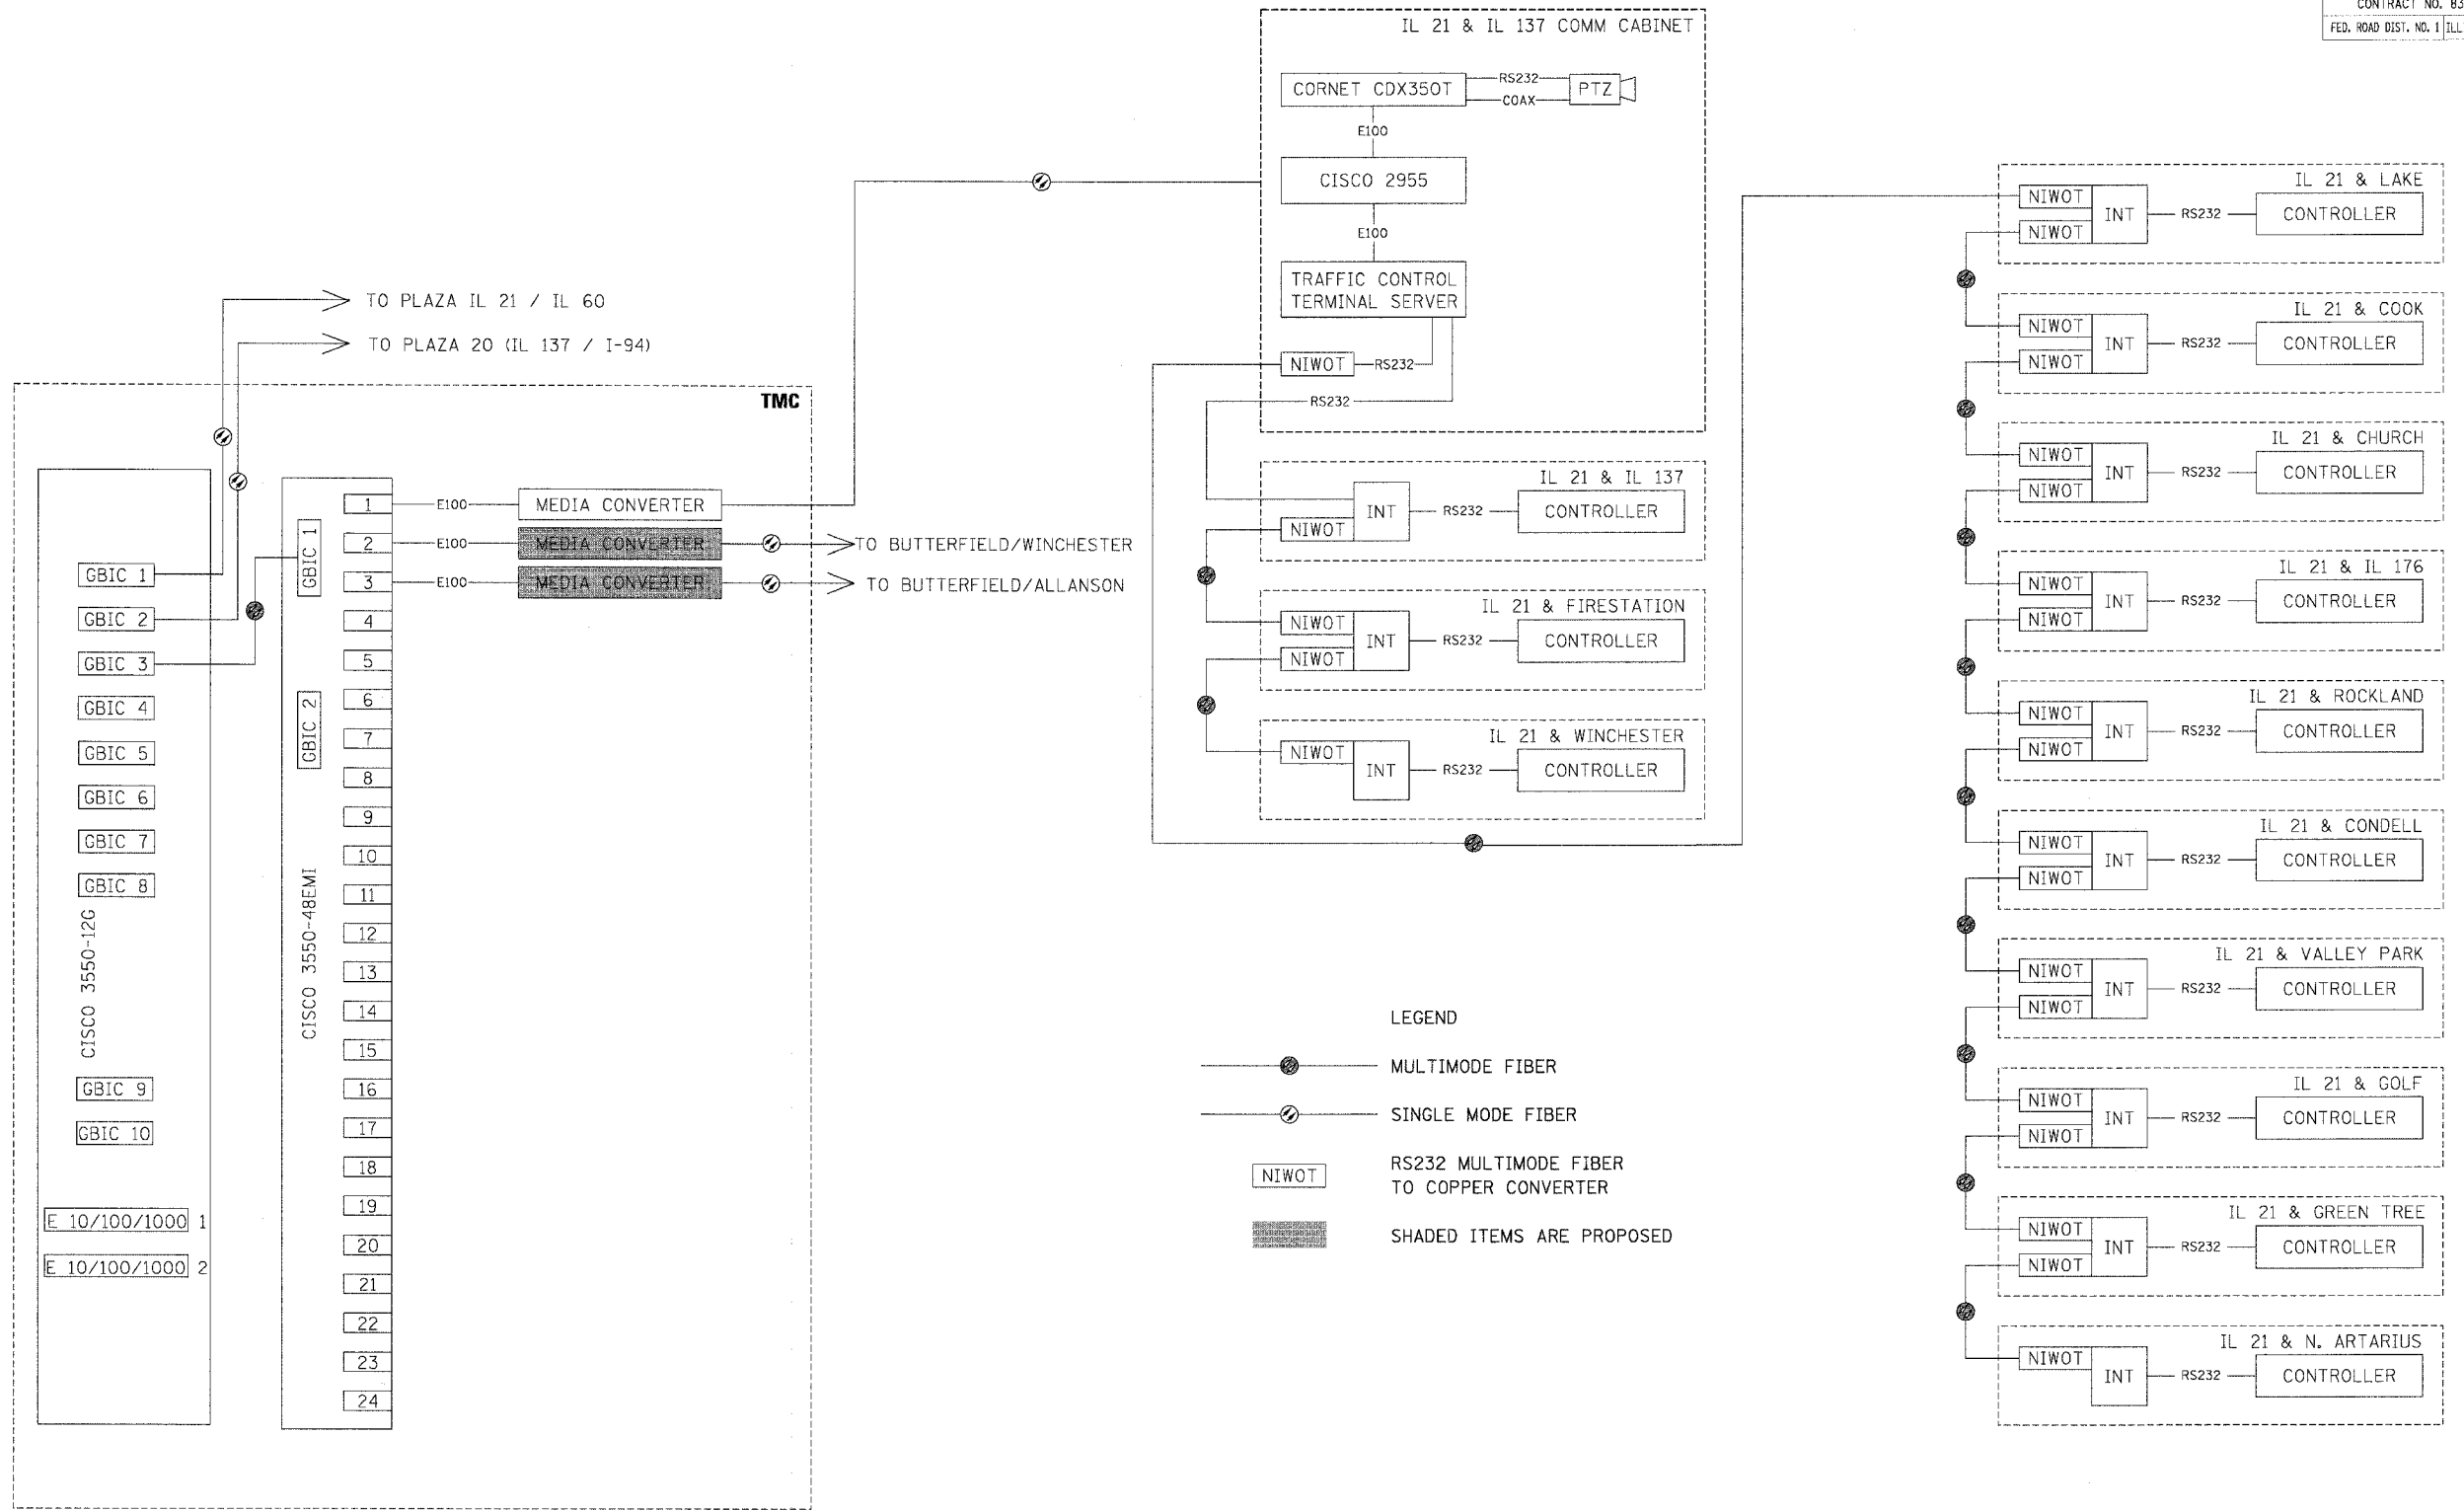 CONTRACT NO. 83
FED. ROAD DIST. NO. 1 ILL
IL 21 & IL 137 COMM CABINET
CORNET CDX350T
RS232
COAX
PTZ
E100
CISCO 2955
E100
TRAFFIC CONTROL
TERMINAL SERVER
NIWOT
RS232
RS232
TO PLAZA IL 21 / IL 60
TO PLAZA 20 (IL 137 / I-94)
TMC
GBIC 1
GBIC 2
GBIC 3
GBIC 4
GBIC 5
GBIC 6
GBIC 7
GBIC 8
CISCO 3550-12G
GBIC 9
GBIC 10
E 10/100/1000 1
E 10/100/1000 2
GBIC 1
GBIC 2
CISCO 3550-48EMI
1
2
3
4
5
6
7
8
9
10
11
12
13
14
15
16
17
18
19
20
21
22
23
24
E100
MEDIA CONVERTER
E100
MEDIA CONVERTER
TO BUTTERFIELD/WINCHESTER
E100
MEDIA CONVERTER
TO BUTTERFIELD/ALLANSON
IL 21 & IL 137
INT
RS232
CONTROLLER
NIWOT
IL 21 & FIRESTATION
NIWOT
INT
RS232
CONTROLLER
NIWOT
IL 21 & WINCHESTER
NIWOT
INT
RS232
CONTROLLER
IL 21 & LAKE
NIWOT
INT
RS232
CONTROLLER
NIWOT
IL 21 & COOK
NIWOT
INT
RS232
CONTROLLER
NIWOT
IL 21 & CHURCH
NIWOT
INT
RS232
CONTROLLER
NIWOT
IL 21 & IL 176
NIWOT
INT
RS232
CONTROLLER
NIWOT
IL 21 & ROCKLAND
NIWOT
INT
RS232
CONTROLLER
NIWOT
IL 21 & CONDELL
NIWOT
INT
RS232
CONTROLLER
NIWOT
IL 21 & VALLEY PARK
NIWOT
INT
RS232
CONTROLLER
NIWOT
IL 21 & GOLF
NIWOT
INT
RS232
CONTROLLER
NIWOT
IL 21 & GREEN TREE
NIWOT
INT
RS232
CONTROLLER
NIWOT
IL 21 & N. ARTARIUS
NIWOT
INT
RS232
CONTROLLER
LEGEND
MULTIMODE FIBER
SINGLE MODE FIBER
NIWOT
RS232 MULTIMODE FIBER
TO COPPER CONVERTER
SHADED ITEMS ARE PROPOSED